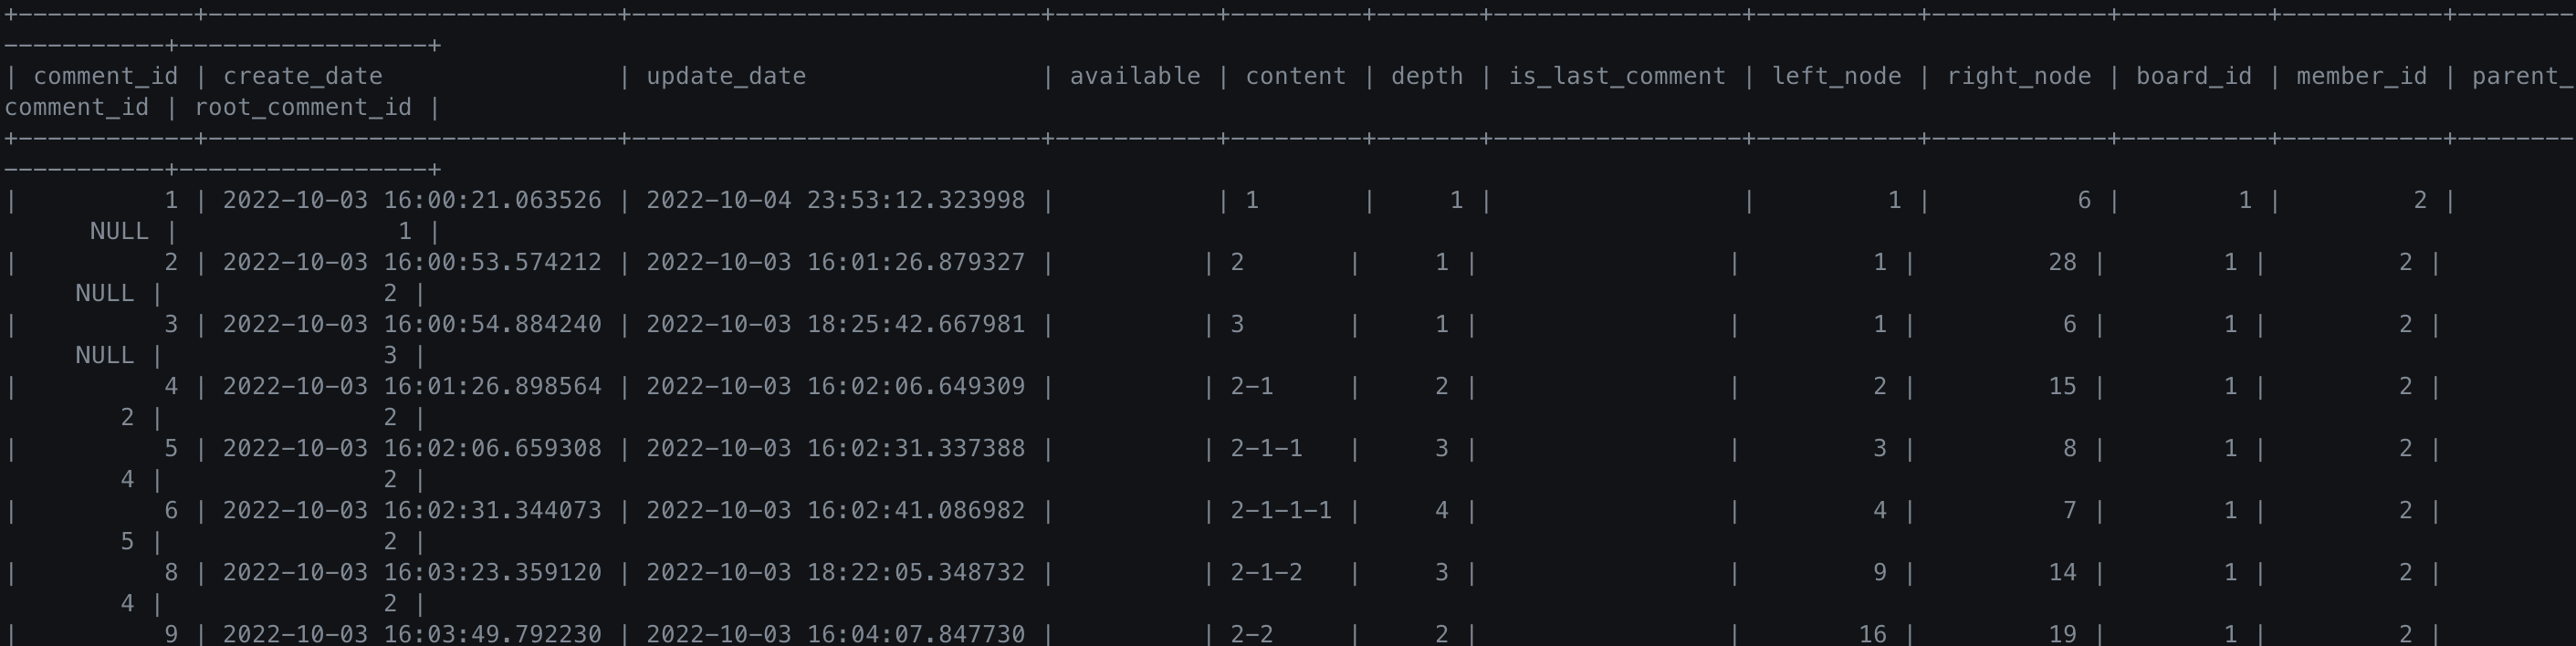 +-----------+----------------------------+----------------------------+-----------+---------+-------+-----------------+-----------+------------+----------+-----------+--------
-----------+-----------------+
| comment_id | create_date | update_date | available | content | depth | is_last_comment | left_node | right_node | board_id | member_id | parent_
comment_id | root_comment_id |
+-----------+----------------------------+----------------------------+-----------+---------+-------+-----------------+-----------+------------+----------+-----------+--------
-----------+-----------------+
| 1 | 2022-10-03 16:00:21.063526 | 2022-10-04 23:53:12.323998 | | 1 | 1 | | 1 | 6 | 1 | 2 |
NULL | 1 |
| 2 | 2022-10-03 16:00:53.574212 | 2022-10-03 16:01:26.879327 | | 2 | 1 | | 1 | 28 | 1 | 2 |
NULL | 2 |
| 3 | 2022-10-03 16:00:54.884240 | 2022-10-03 18:25:42.667981 | | 3 | 1 | | 1 | 6 | 1 | 2 |
NULL | 3 |
| 4 | 2022-10-03 16:01:26.898564 | 2022-10-03 16:02:06.649309 | | 2-1 | 2 | | 2 | 15 | 1 | 2 |
2 | 2 |
| 5 | 2022-10-03 16:02:06.659308 | 2022-10-03 16:02:31.337388 | | 2-1-1 | 3 | | 3 | 8 | 1 | 2 |
4 | 2 |
| 6 | 2022-10-03 16:02:31.344073 | 2022-10-03 16:02:41.086982 | | 2-1-1-1 | 4 | | 4 | 7 | 1 | 2 |
5 | 2 |
| 8 | 2022-10-03 16:03:23.359120 | 2022-10-03 18:22:05.348732 | | 2-1-2 | 3 | | 9 | 14 | 1 | 2 |
4 | 2 |
| 9 | 2022-10-03 16:03:49.792230 | 2022-10-03 16:04:07.847730 | | 2-2 | 2 | | 16 | 19 | 1 | 2 |